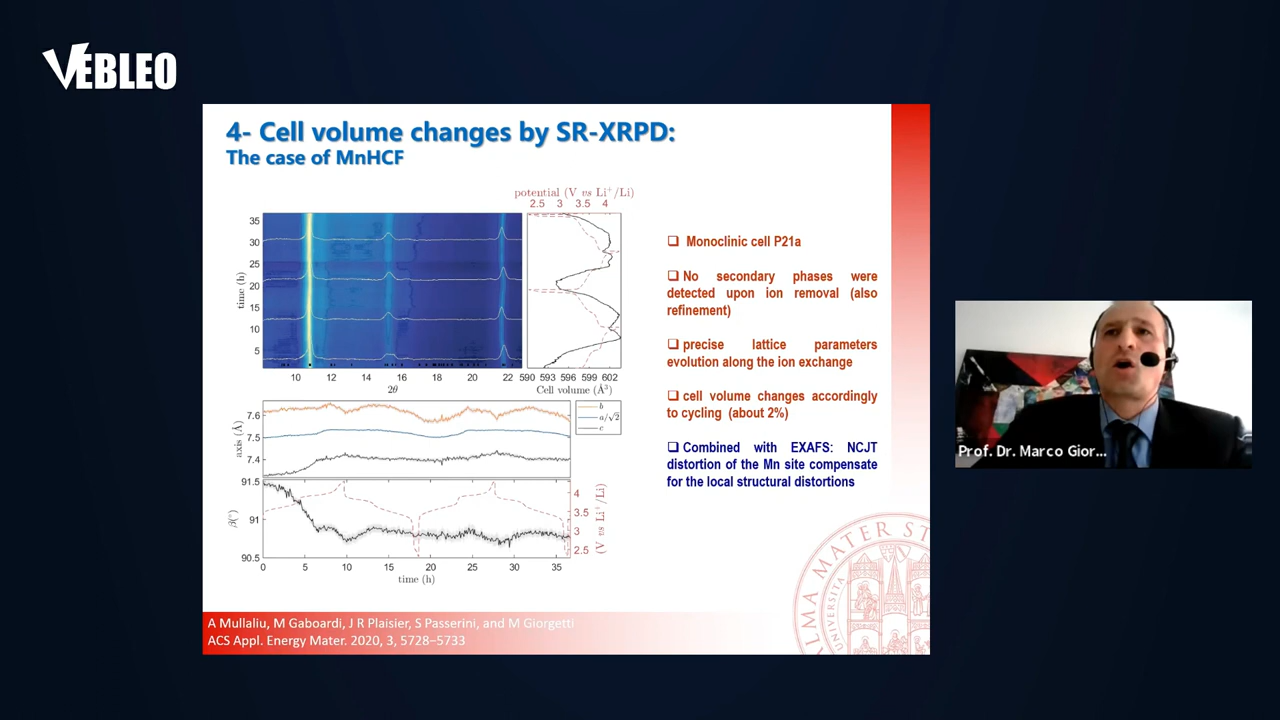 VEBLEO
4- Cell volume changes by SR-XRPD:
The case of MnHCF
potential (V vs Li⁺/Li)
2.5 3 3.5 4
35
30
25
20
15
10
5
time (h)
10 12 14 16 18 20 22
2θ
590 593 596 599 602
Cell volume (Å³)
7.6
7.5
7.4
axis (Å)
b
a/√2
c
91.5
91
90.5
β(°)
4
3
3.5
2.5
(V vs Li⁺/Li)
0 5 10 15 20 25 30 35
time (h)
❑ Monoclinic cell P21a
❑ No secondary phases were
detected upon ion removal (also
refinement)
❑ precise lattice parameters
evolution along the ion exchange
❑ cell volume changes accordingly
to cycling (about 2%)
❑ Combined with EXAFS: NCJT
distortion of the Mn site compensate
for the local structural distortions
A Mullaliu, M Gaboardi, J R Plaisier, S Passerini, and M Giorgetti
ACS Appl. Energy Mater. 2020, 3, 5728–5733
ALMA MATER ST
UNIVERSITA
Prof. Dr. Marco Gior...